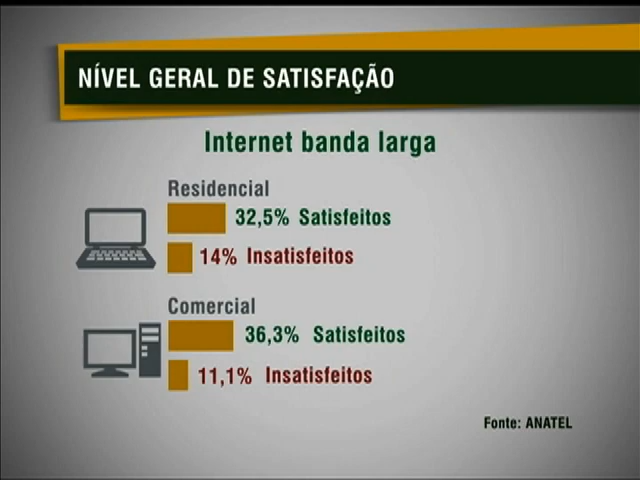 NÍVEL GERAL DE SATISFAÇÃO
Internet banda larga
Residencial
32,5% Satisfeitos
14% Insatisfeitos
Comercial
36,3% Satisfeitos
11,1% Insatisfeitos
Fonte: ANATEL